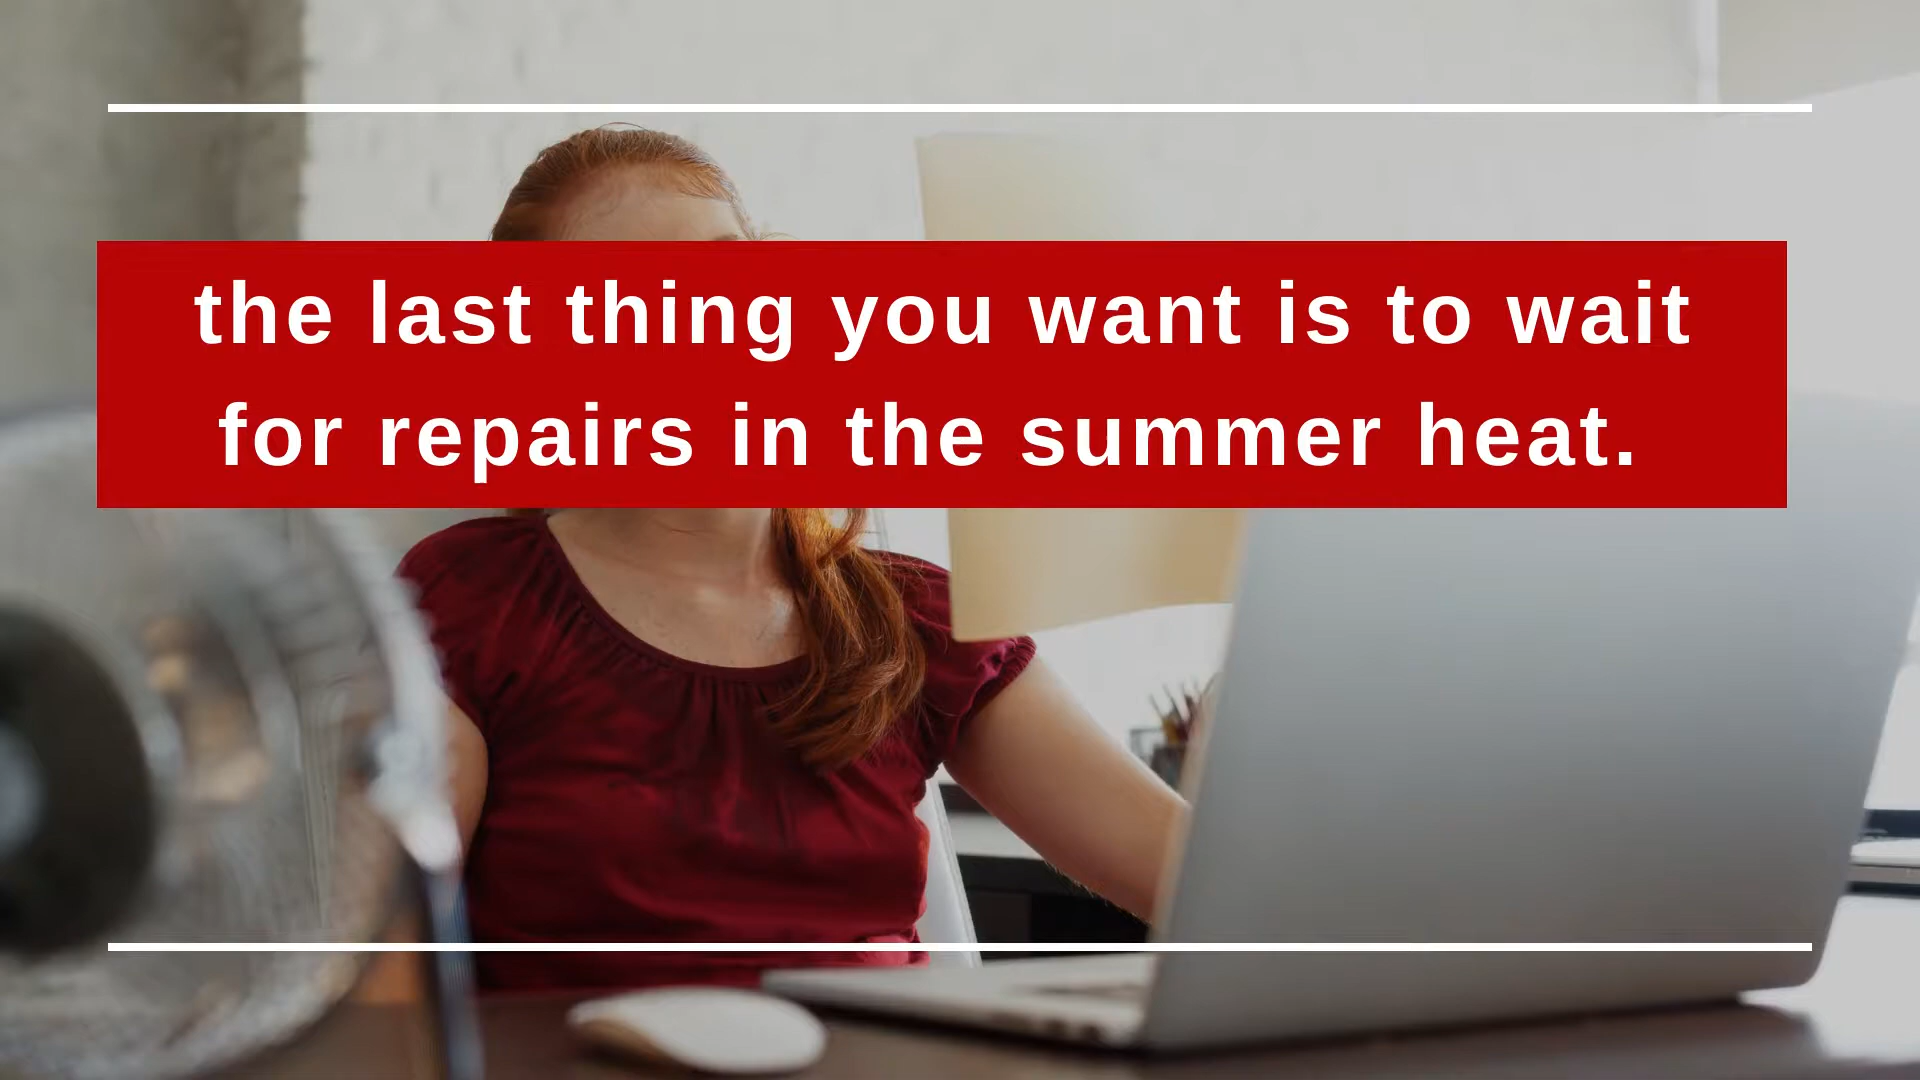 the last thing you want is to wait
for repairs in the summer heat.